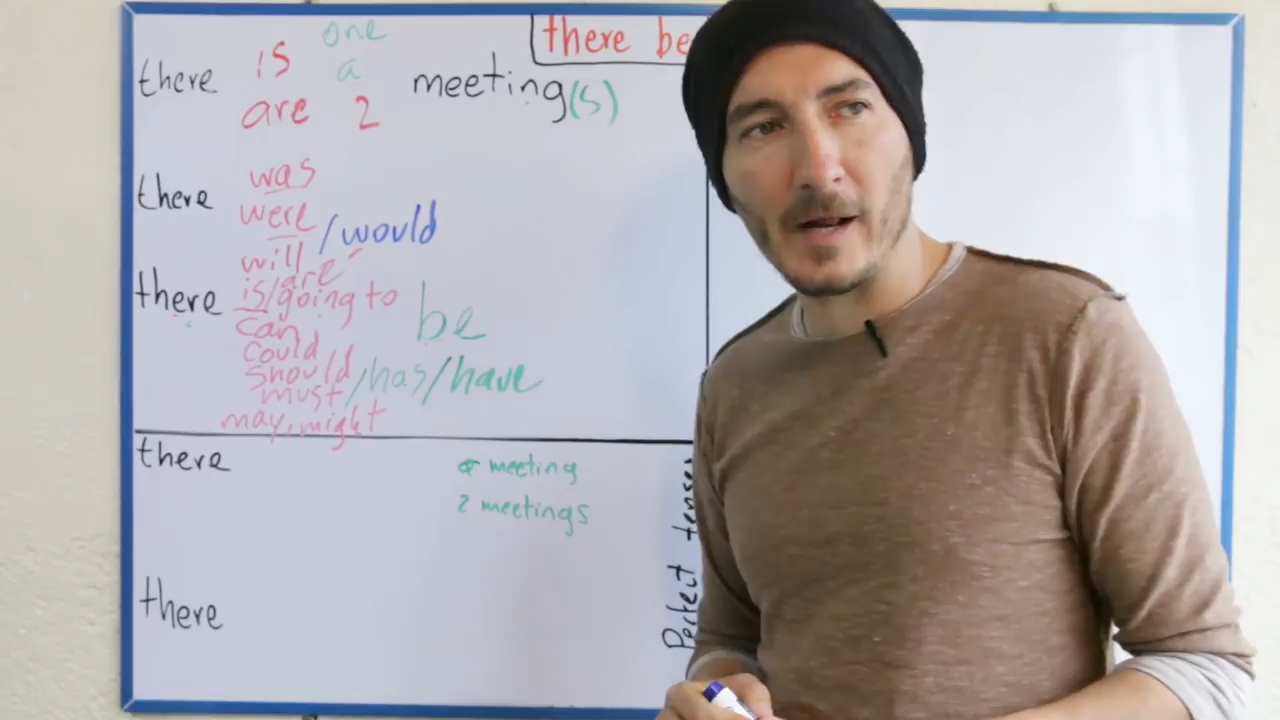 there be
one
there is a meeting(s)
are 2
was
there were
will / would
are
there is/going to be
can
could
should /has/have
must
may, might
there
a meeting
2 meetings
there
Perfect tenses